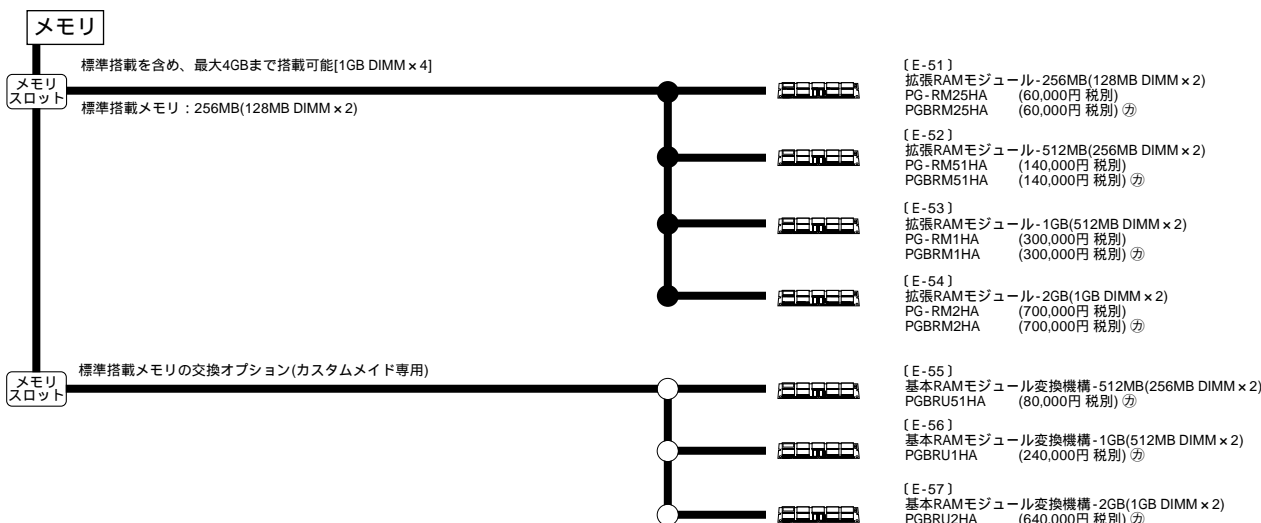 メモリ
メモリ
スロット
標準搭載を含め、最大4GBまで搭載可能[1GB DIMM×4]
標準搭載メモリ：256MB(128MB DIMM×2)
〔E-51〕
拡張RAMモジュール-256MB(128MB DIMM×2)
PG-RM25HA (60,000円 税別)
PGBRM25HA (60,000円 税別) ㋕
〔E-52〕
拡張RAMモジュール-512MB(256MB DIMM×2)
PG-RM51HA (140,000円 税別)
PGBRM51HA (140,000円 税別) ㋕
〔E-53〕
拡張RAMモジュール-1GB(512MB DIMM×2)
PG-RM1HA (300,000円 税別)
PGBRM1HA (300,000円 税別) ㋕
〔E-54〕
拡張RAMモジュール-2GB(1GB DIMM×2)
PG-RM2HA (700,000円 税別)
PGBRM2HA (700,000円 税別) ㋕
メモリ
スロット
標準搭載メモリの交換オプション(カスタムメイド専用)
〔E-55〕
基本RAMモジュール変換機構-512MB(256MB DIMM×2)
PGBRU51HA (80,000円 税別) ㋕
〔E-56〕
基本RAMモジュール変換機構-1GB(512MB DIMM×2)
PGBRU1HA (240,000円 税別) ㋕
〔E-57〕
基本RAMモジュール変換機構-2GB(1GB DIMM×2)
PGBRU2HA (640,000円 税別) ㋕